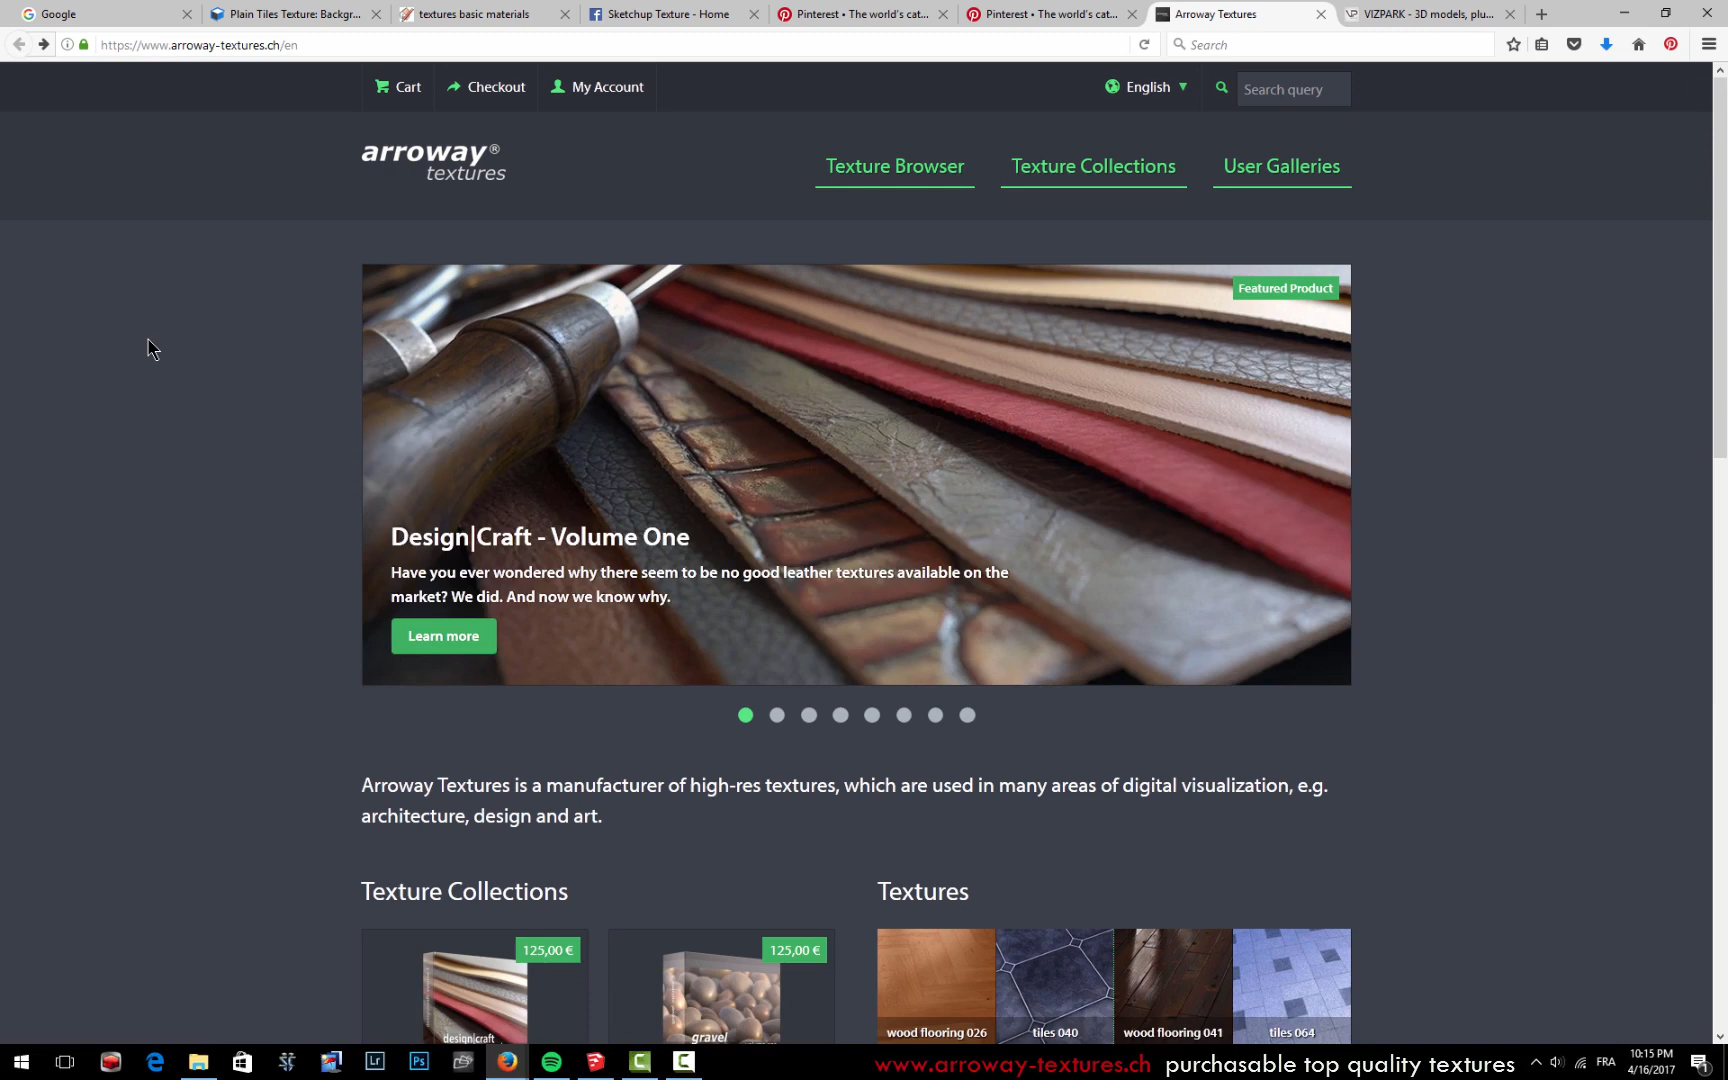 Google
Plain Tiles Texture: Backgr...
textures basic materials
Sketchup Texture - Home
Pinterest • The world's cat...
Pinterest • The world's cat...
Arroway Textures
VIZPARK - 3D models, plu...
https://www.arroway-textures.ch/en
Search
Cart
Checkout
My Account
English
Search query
arroway®
textures
Texture Browser
Texture Collections
User Galleries
Featured Product
Design|Craft - Volume One
Have you ever wondered why there seem to be no good leather textures available on the
market? We did. And now we know why.
Learn more
Arroway Textures is a manufacturer of high-res textures, which are used in many areas of digital visualization, e.g.
architecture, design and art.
Texture Collections
Textures
125,00 €
125,00 €
design|craft
gravel
wood flooring 026
tiles 040
wood flooring 041
tiles 064
Lr
Ps
www.arroway-textures.ch purchasable top quality textures
FRA
10:15 PM
4/16/2017
1